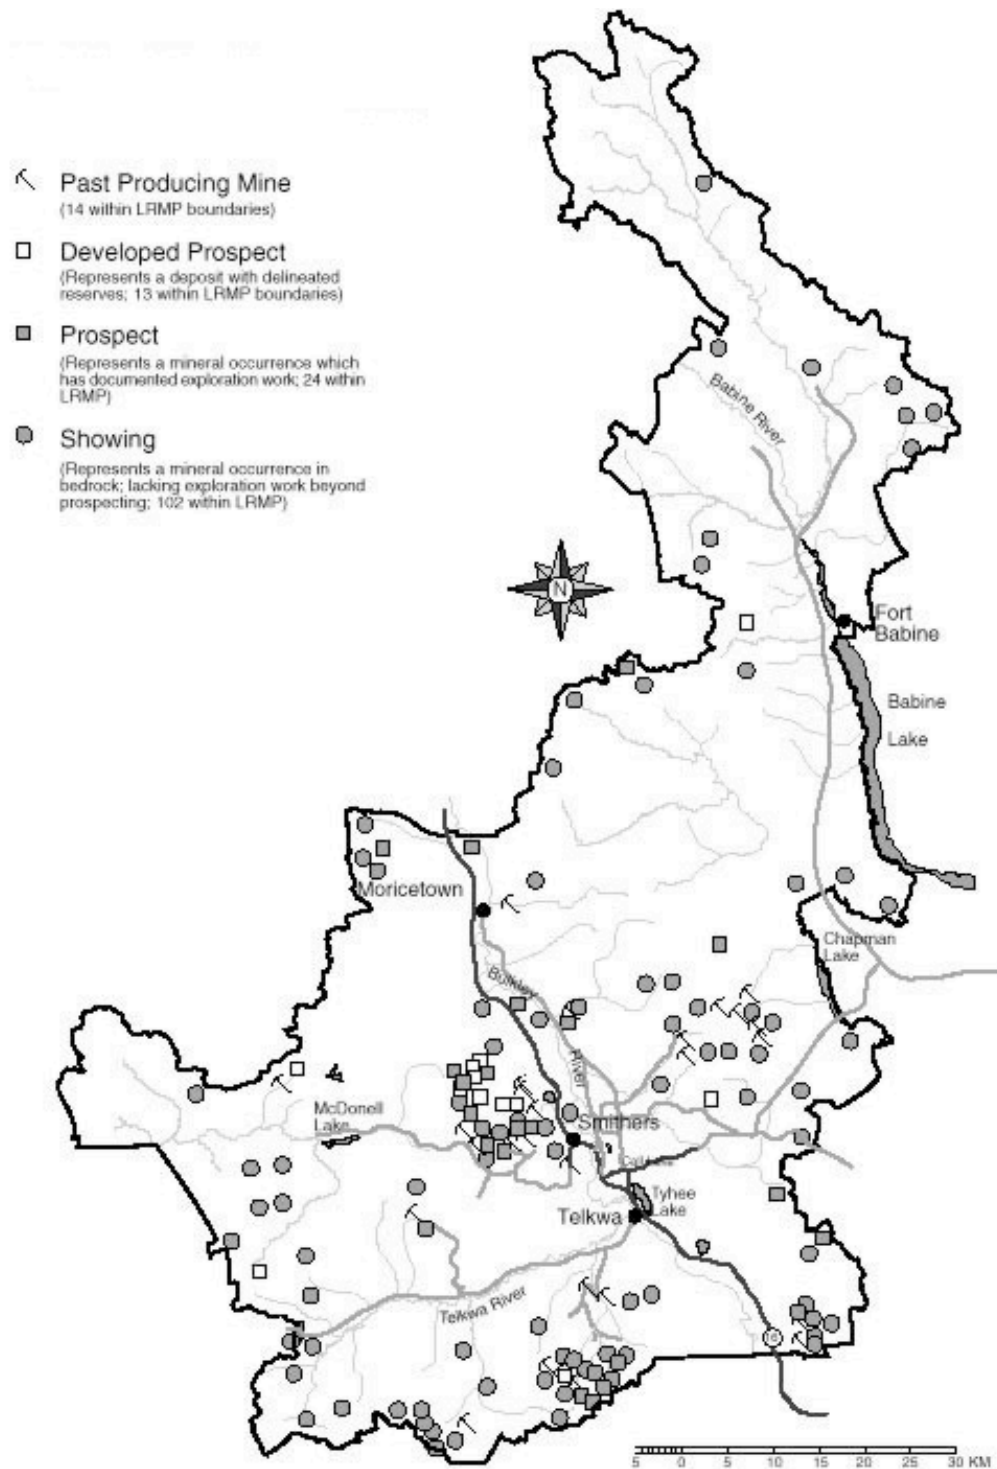 Past Producing Mine
(14 within LRMP boundaries)
Developed Prospect
(Represents a deposit with delineated
reserves; 13 within LRMP boundaries)
Prospect
(Represents a mineral occurrence which
has documented exploration work; 24 within
LRMP)
Showing
(Represents a mineral occurrence in
bedrock; lacking exploration work beyond
prospecting; 102 within LRMP)
Babine River
N
Fort
Babine
Babine
Lake
Moricetown
Chapman
Lake
Bulkley
River
McDonell
Lake
Smithers
Tyhee
Lake
Telkwa
Telkwa River
16
5 0 5 10 15 20 25 30 KM